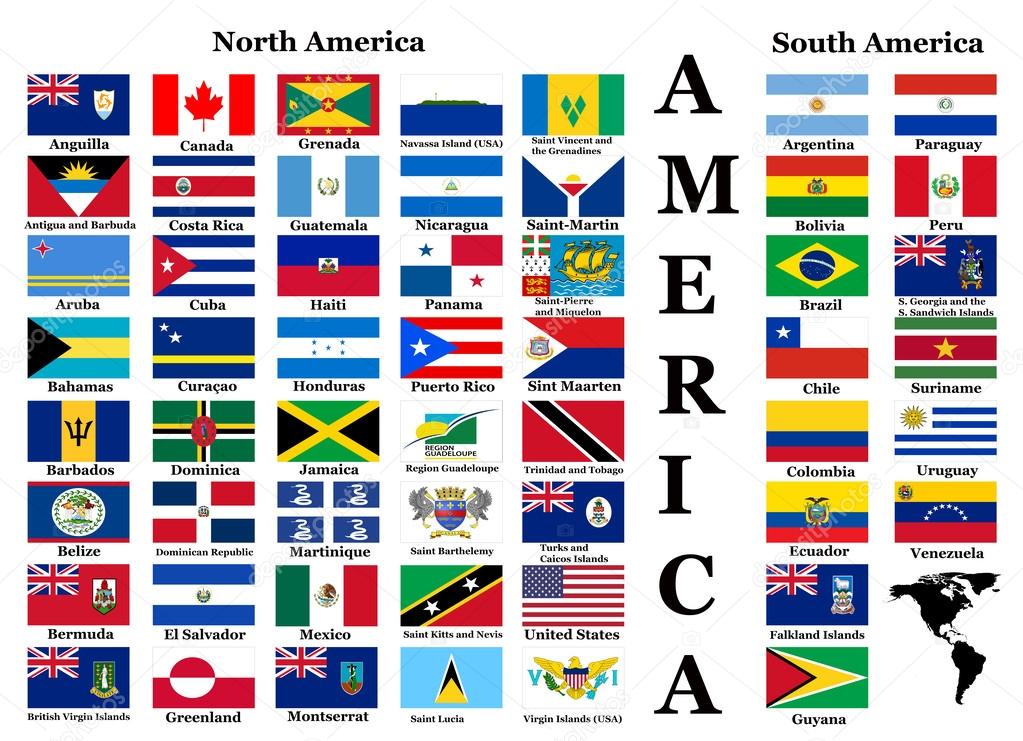 North America
South America
A
M
E
R
I
C
A
Anguilla
Canada
Grenada
Navassa Island (USA)
Saint Vincent and
the Grenadines
Antigua and Barbuda
Costa Rica
Guatemala
Nicaragua
Saint-Martin
Aruba
Cuba
Haiti
Panama
Saint-Pierre
and Miquelon
Bahamas
Curaçao
Honduras
Puerto Rico
Sint Maarten
Barbados
Dominica
Jamaica
REGION
GUADELOUPE
Region Guadeloupe
Trinidad and Tobago
Belize
Dominican Republic
Martinique
Saint Barthelemy
Turks and
Caicos Islands
Bermuda
El Salvador
Mexico
Saint Kitts and Nevis
United States
British Virgin Islands
Greenland
Montserrat
Saint Lucia
V I
Virgin Islands (USA)
Argentina
Paraguay
Bolivia
Peru
Brazil
S. Georgia and the
S. Sandwich Islands
Chile
Suriname
Colombia
Uruguay
Ecuador
Venezuela
Falkland Islands
Guyana
depositphotos